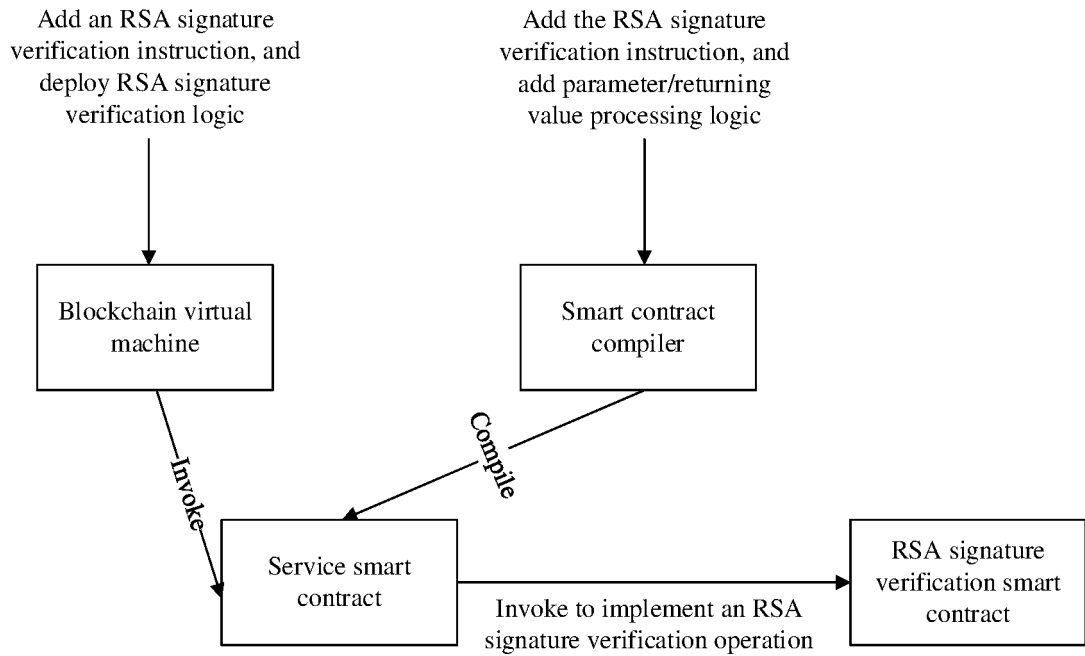 Add an RSA signature
verification instruction, and
deploy RSA signature
verification logic
Add the RSA signature
verification instruction, and
add parameter/returning
value processing logic
Blockchain virtual
machine
Smart contract
compiler
Invoke
Compile
Service smart
contract
Invoke to implement an RSA
signature verification operation
RSA signature
verification smart
contract